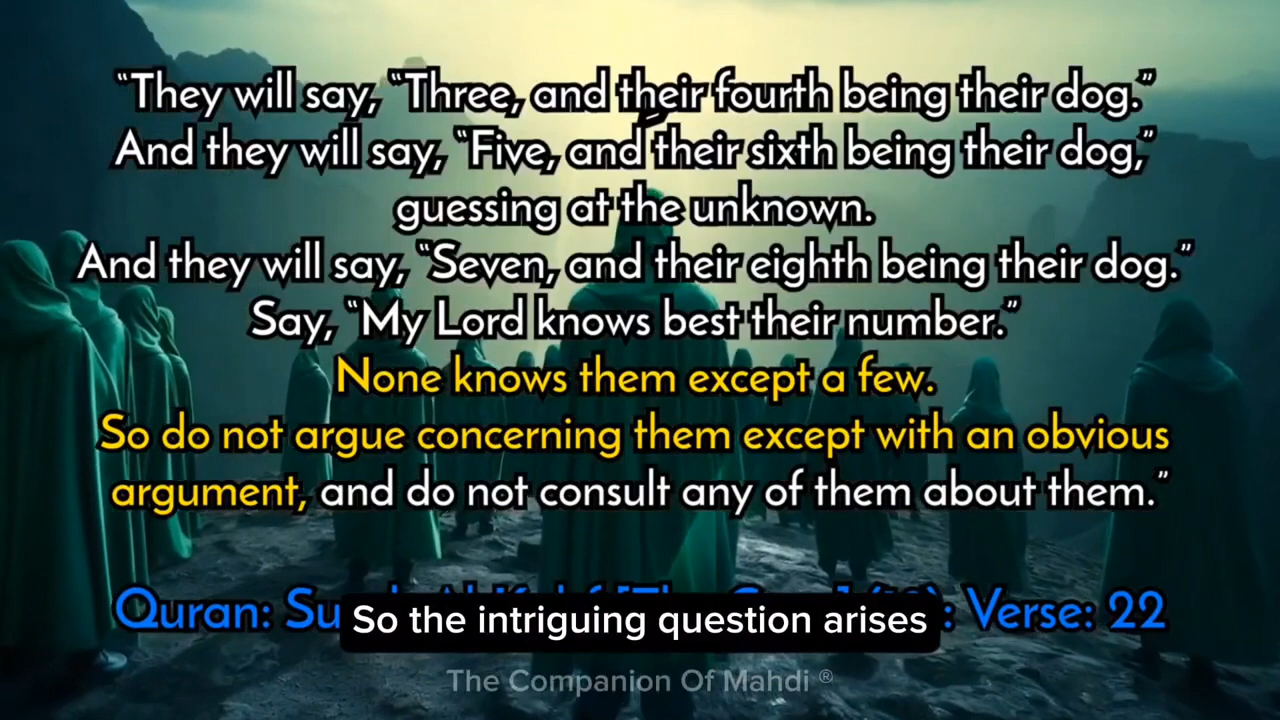 “They will say, “Three, and their fourth being their dog.”
And they will say, “Five, and their sixth being their dog,”
guessing at the unknown.
And they will say, “Seven, and their eighth being their dog.”
Say, “My Lord knows best their number.”
None knows them except a few.
So do not argue concerning them except with an obvious
argument, and do not consult any of them about them.”
Quran: : Verse: 22
So the intriguing question arises
The Companion Of Mahdi ®